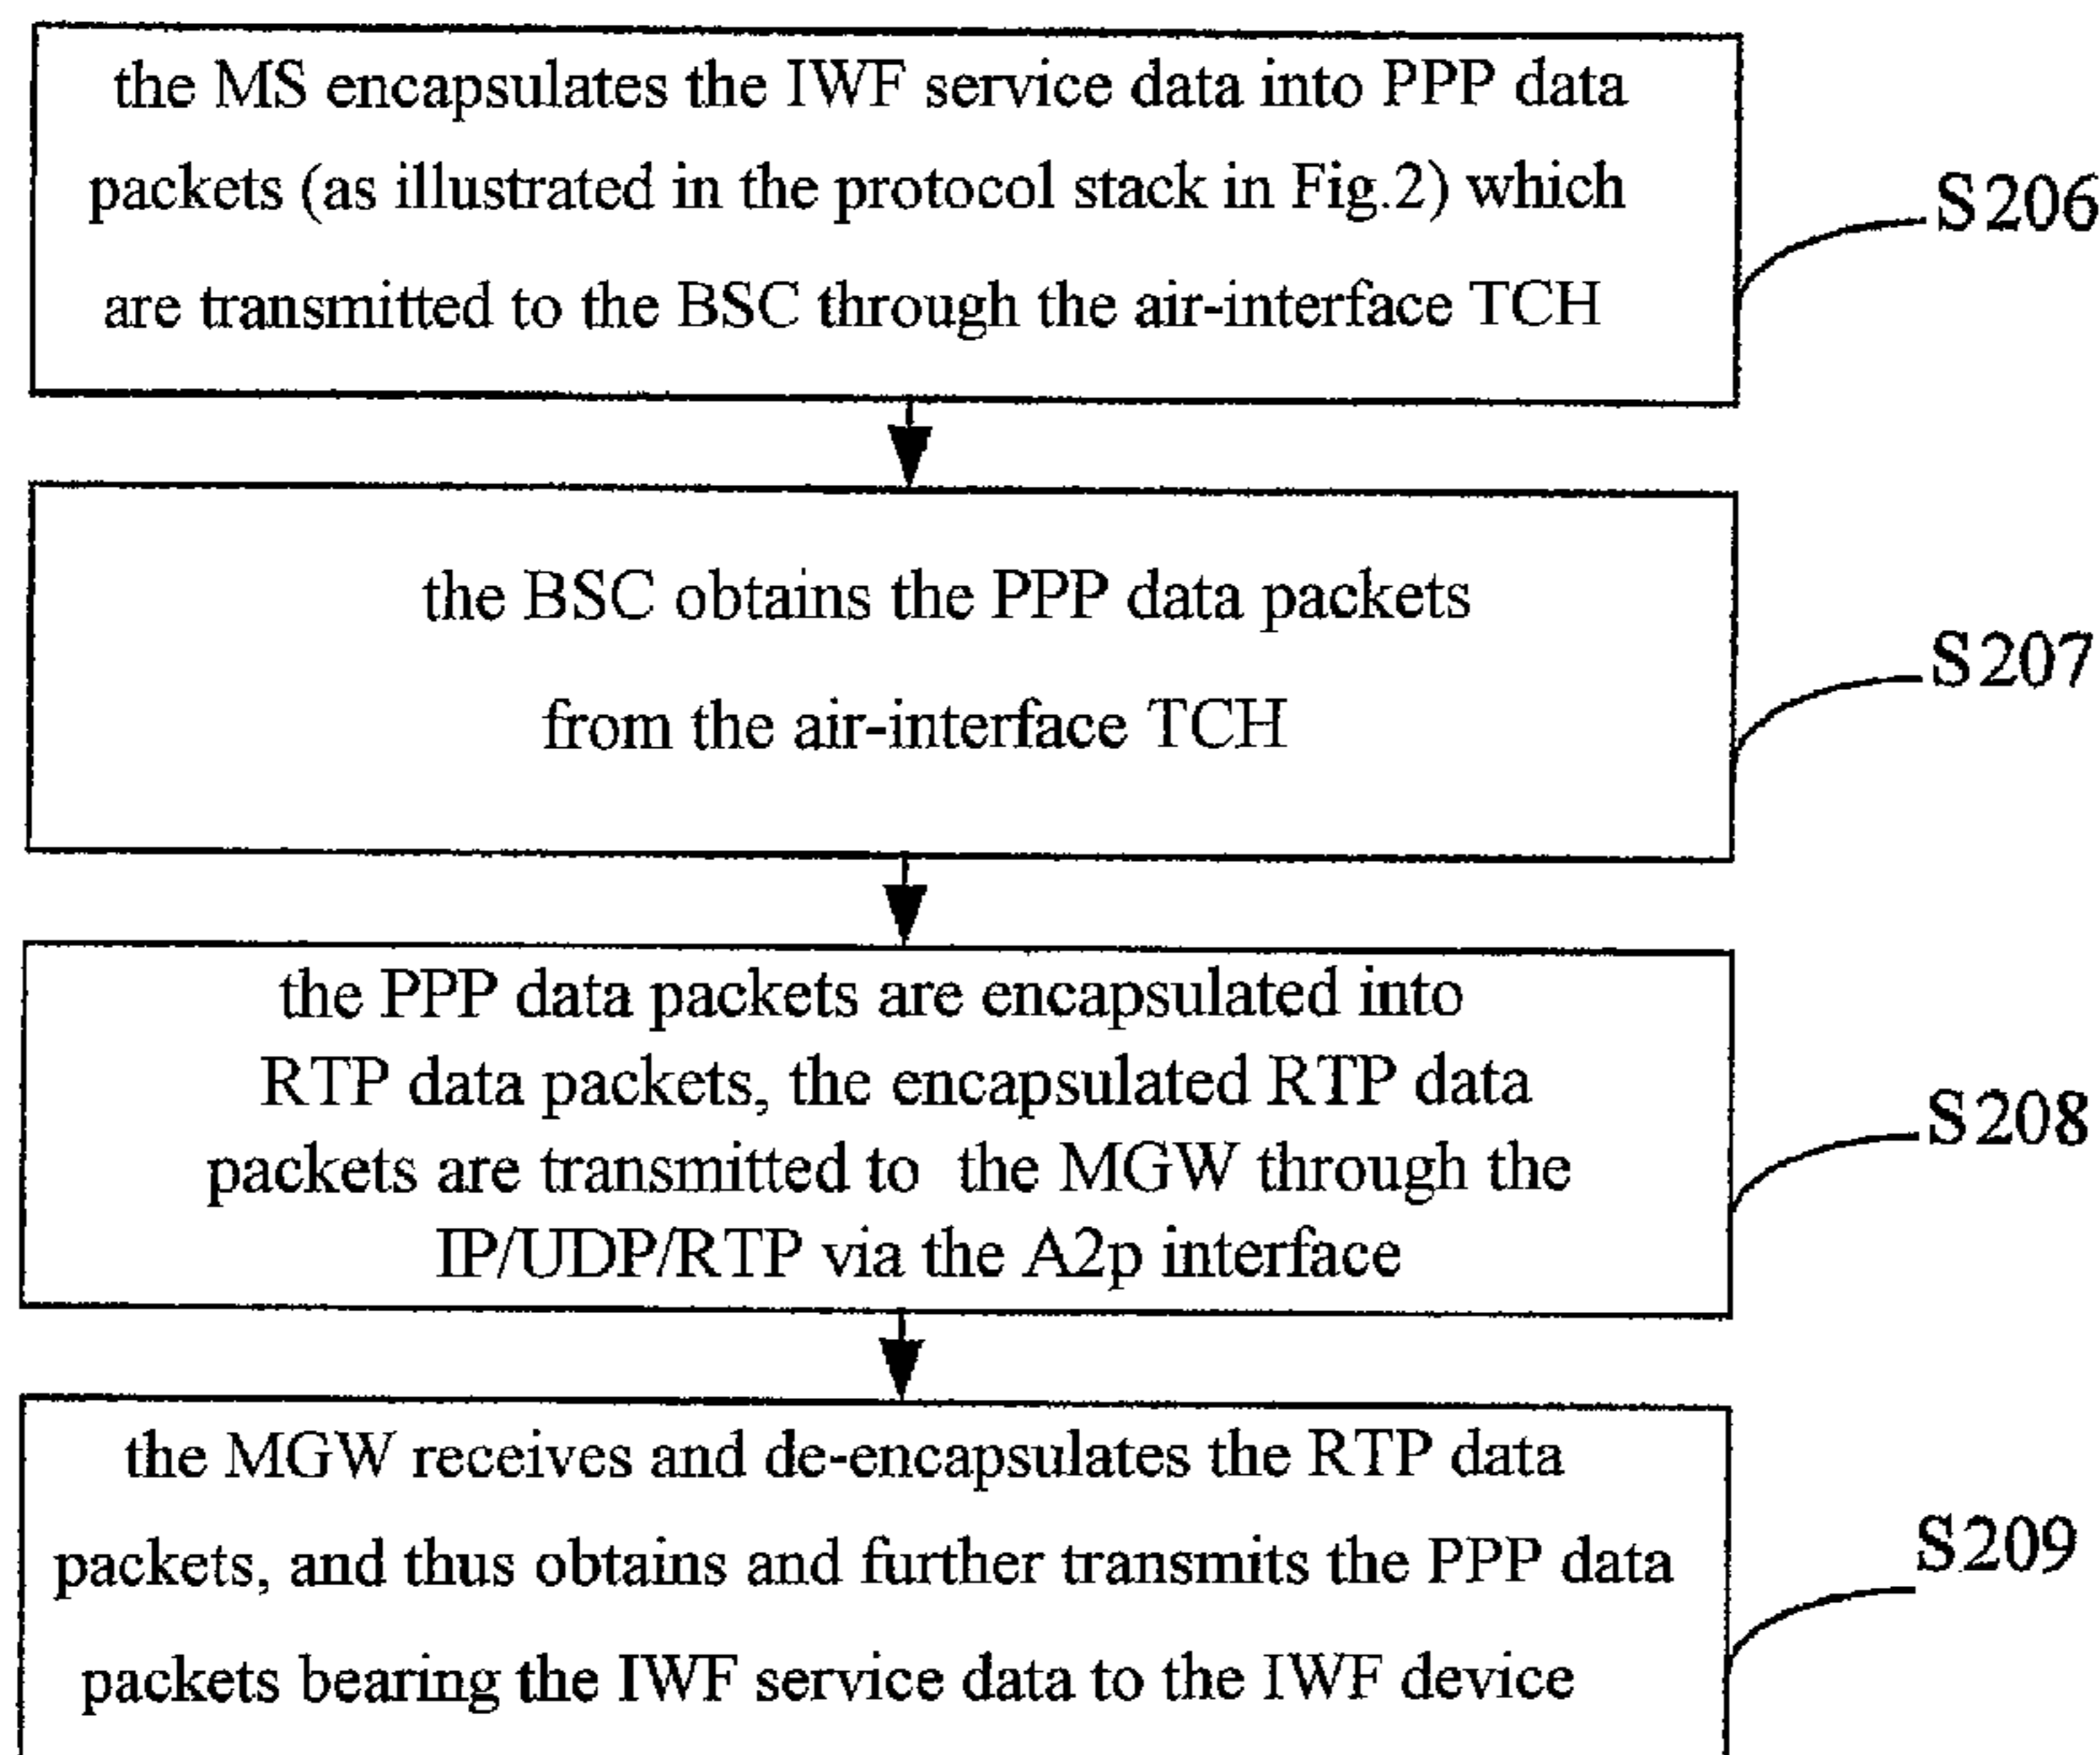 the MS encapsulates the IWF service data into PPP data
packets (as illustrated in the protocol stack in Fig.2) which
are transmitted to the BSC through the air-interface TCH
S206
the BSC obtains the PPP data packets
from the air-interface TCH
S207
the PPP data packets are encapsulated into
RTP data packets, the encapsulated RTP data
packets are transmitted to the MGW through the
IP/UDP/RTP via the A2p interface
S208
the MGW receives and de-encapsulates the RTP data
packets, and thus obtains and further transmits the PPP data
packets bearing the IWF service data to the IWF device
S209